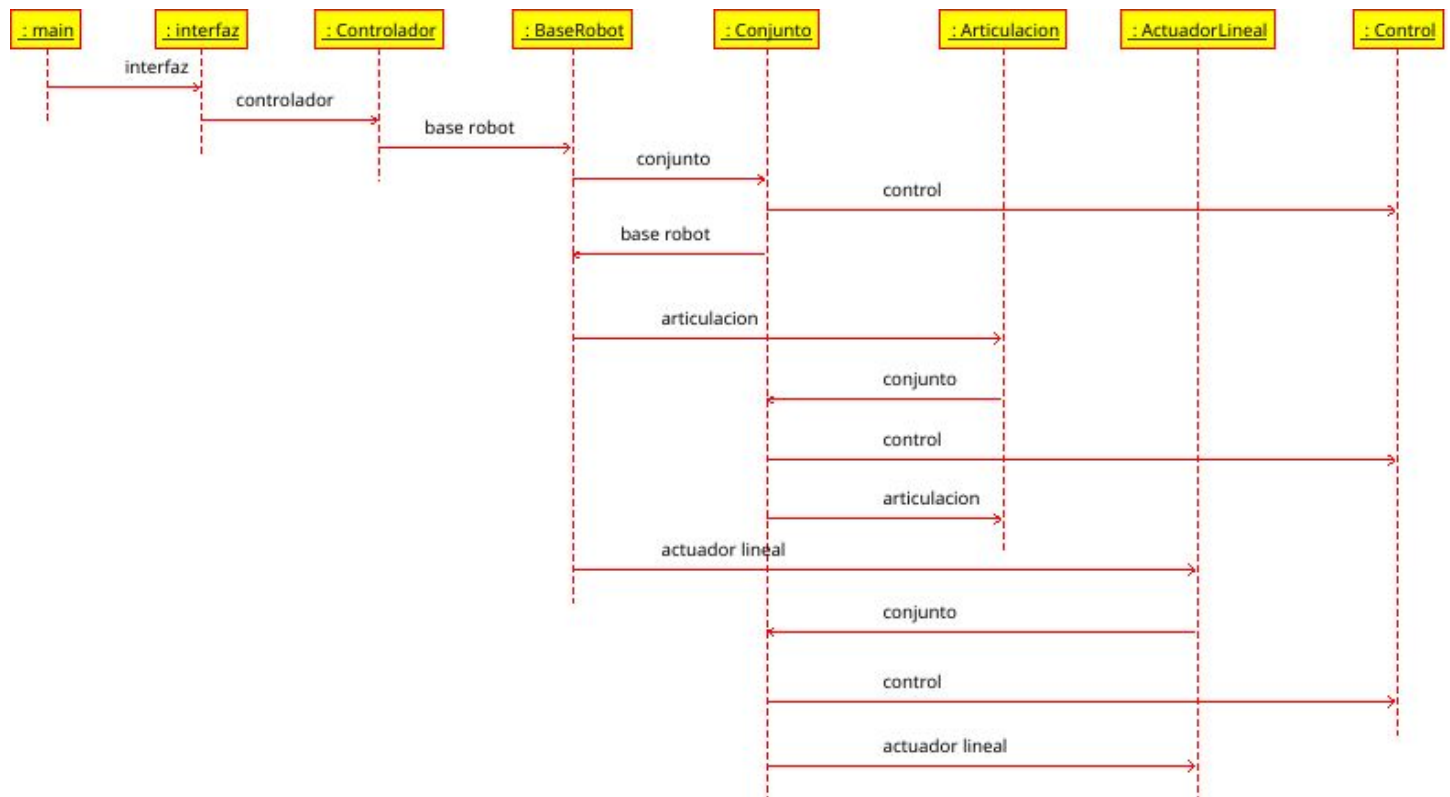 : main
: interfaz
: Controlador
: BaseRobot
: Conjunto
: Articulacion
: ActuadorLineal
: Control
interfaz
controlador
base robot
conjunto
control
base robot
articulacion
conjunto
control
articulacion
actuador lineal
conjunto
control
actuador lineal